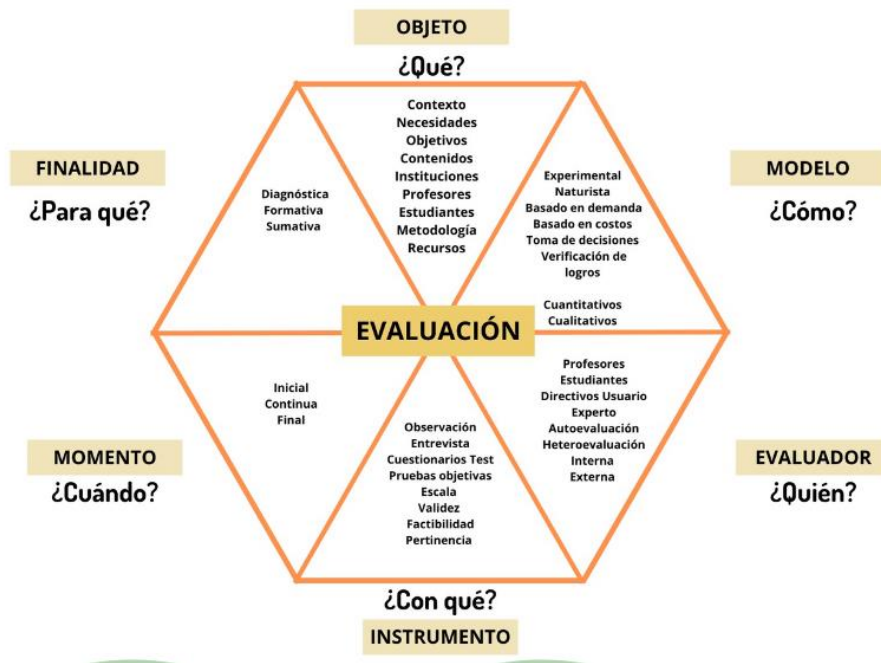 OBJETO
¿Qué?
Contexto
Necesidades
Objetivos
Contenidos
Instituciones
Profesores
Estudiantes
Metodología
Recursos
FINALIDAD
¿Para qué?
Diagnóstica
Formativa
Sumativa
MODELO
¿Cómo?
Experimental
Naturista
Basado en demanda
Basado en costos
Toma de decisiones
Verificación de
logros
Cuantitativos
Cualitativos
EVALUACIÓN
MOMENTO
¿Cuándo?
Inicial
Continua
Final
Observación
Entrevista
Cuestionarios Test
Pruebas objetivas
Escala
Validez
Factibilidad
Pertinencia
Profesores
Estudiantes
Directivos Usuario
Experto
Autoevaluación
Heteroevaluación
Interna
Externa
EVALUADOR
¿Quién?
¿Con qué?
INSTRUMENTO